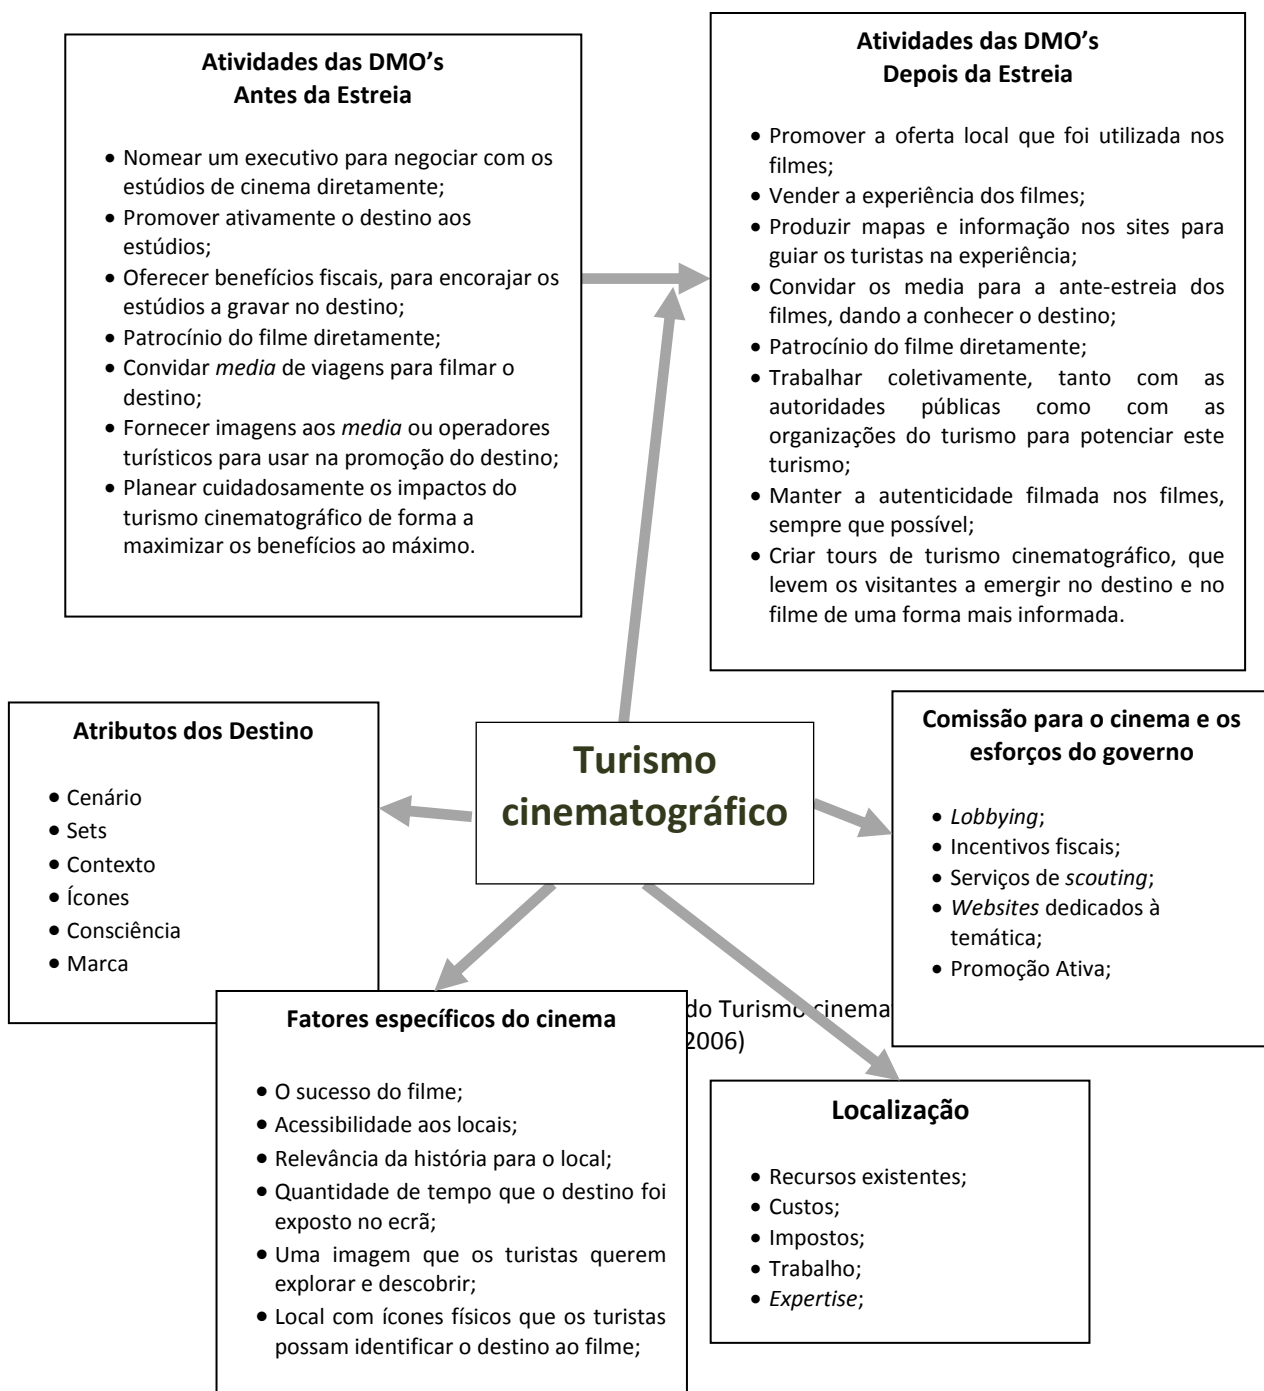 Atividades das DMO’s
Antes da Estreia
• Nomear um executivo para negociar com os
estúdios de cinema diretamente;
• Promover ativamente o destino aos
estúdios;
• Oferecer benefícios fiscais, para encorajar os
estúdios a gravar no destino;
• Patrocínio do filme diretamente;
• Convidar media de viagens para filmar o
destino;
• Fornecer imagens aos media ou operadores
turísticos para usar na promoção do destino;
• Planear cuidadosamente os impactos do
turismo cinematográfico de forma a
maximizar os benefícios ao máximo.
Atividades das DMO’s
Depois da Estreia
• Promover a oferta local que foi utilizada nos
filmes;
• Vender a experiência dos filmes;
• Produzir mapas e informação nos sites para
guiar os turistas na experiência;
• Convidar os media para a ante-estreia dos
filmes, dando a conhecer o destino;
• Patrocínio do filme diretamente;
• Trabalhar coletivamente, tanto com as
autoridades públicas como com as
organizações do turismo para potenciar este
turismo;
• Manter a autenticidade filmada nos filmes,
sempre que possível;
• Criar tours de turismo cinematográfico, que
levem os visitantes a emergir no destino e no
filme de uma forma mais informada.
Atributos dos Destino
• Cenário
• Sets
• Contexto
• Ícones
• Consciência
• Marca
Turismo
cinematográfico
Comissão para o cinema e os
esforços do governo
• Lobbying;
• Incentivos fiscais;
• Serviços de scouting;
• Websites dedicados à
temática;
• Promoção Ativa;
do Turismo cinema
2006)
Fatores específicos do cinema
• O sucesso do filme;
• Acessibilidade aos locais;
• Relevância da história para o local;
• Quantidade de tempo que o destino foi
exposto no ecrã;
• Uma imagem que os turistas querem
explorar e descobrir;
• Local com ícones físicos que os turistas
possam identificar o destino ao filme;
Localização
• Recursos existentes;
• Custos;
• Impostos;
• Trabalho;
• Expertise;